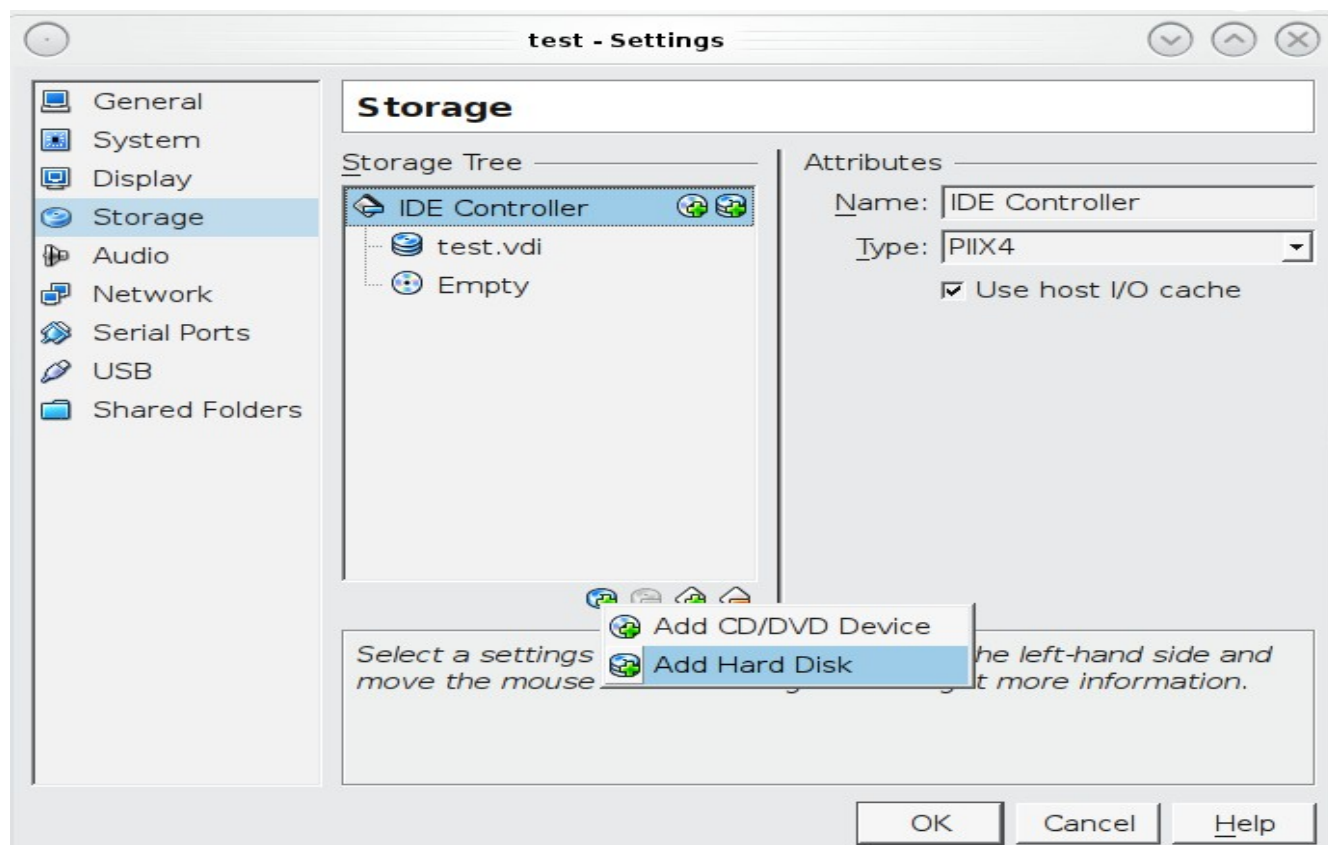 test - Settings
General
System
Display
Storage
Audio
Network
Serial Ports
USB
Shared Folders
Storage
Storage Tree
IDE Controller
test.vdi
Empty
Attributes
Name: IDE Controller
Type: PIIX4
Use host I/O cache
Add CD/DVD Device
Add Hard Disk
Select a settings he left-hand side and
move the mouse t more information.
OK Cancel Help